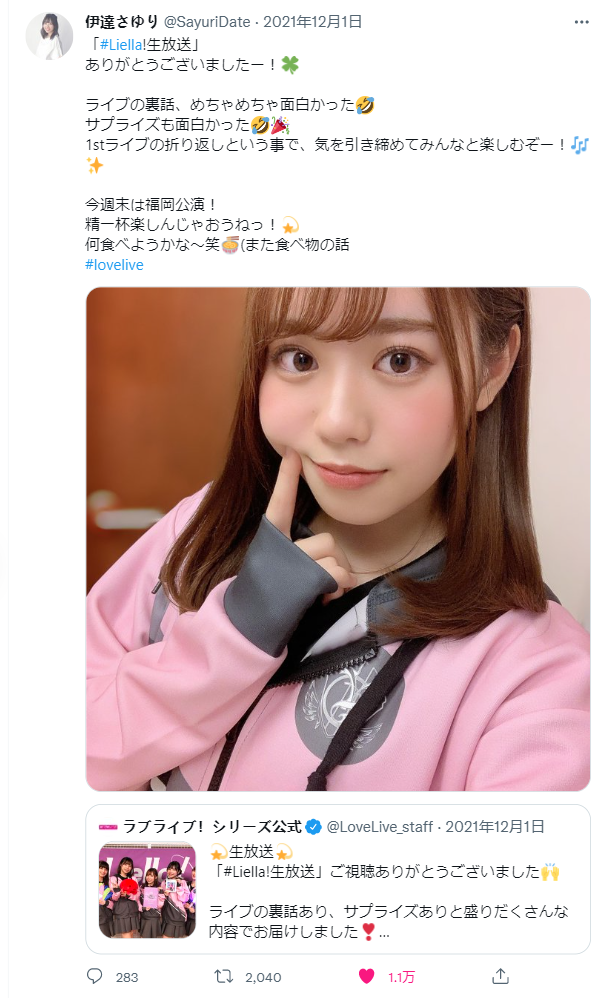 伊達さゆり @SayuriDate · 2021年12月1日
「#Liella!生放送」
ありがとうございましたー！🍀
ライブの裏話、めちゃめちゃ面白かった🤣
サプライズも面白かった🤣🎉
1stライブの折り返しという事で、気を引き締めてみんなと楽しむぞー！🎶
✨
今週末は福岡公演！
精一杯楽しんじゃおうねっ！💫
何食べようかな〜笑🍜(また食べ物の話
#lovelive
ラブライブ！シリーズ公式 @LoveLive_staff · 2021年12月1日
💫生放送💫
「#Liella!生放送」ご視聴ありがとうございました🙌
ライブの裏話あり、サプライズありと盛りだくさんな
内容でお届けしました❣...
283
2,040
1.1万